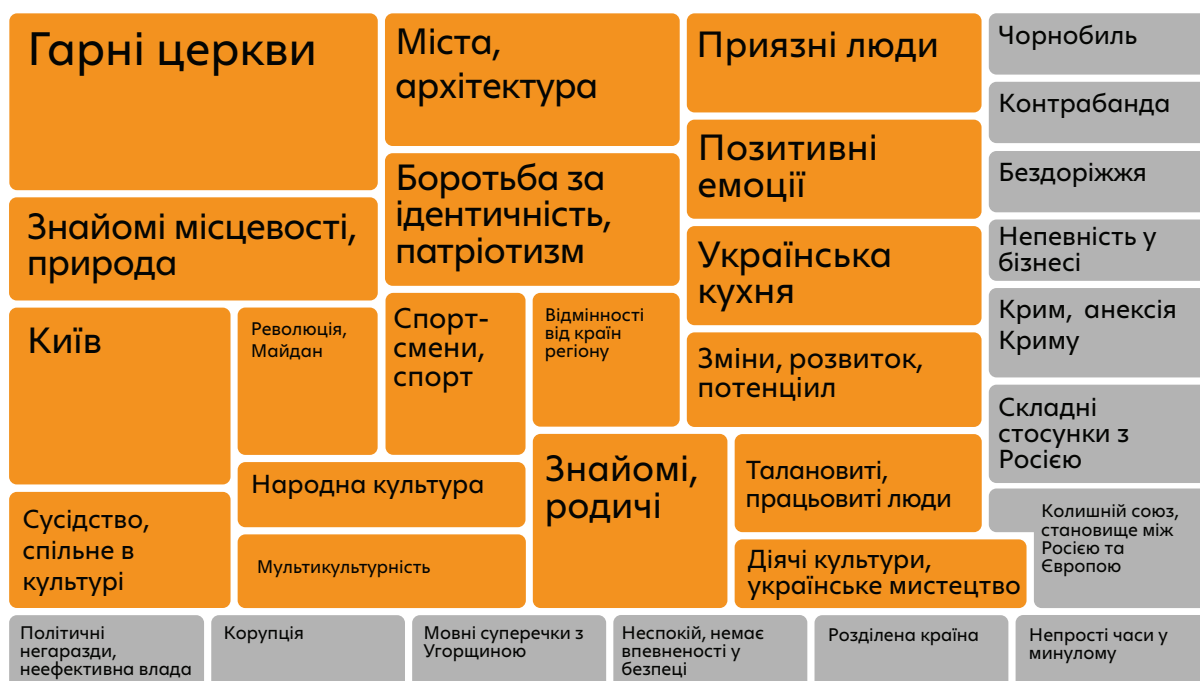 Гарні церкви
Міста,
архітектура
Приязні люди
Чорнобиль
Контрабанда
Позитивні
емоції
Бездоріжжя
Боротьба за
ідентичність,
патріотизм
Знайомі місцевості,
природа
Українська
кухня
Непевність у
бізнесі
Київ
Революція,
Майдан
Спорт-
смени,
спорт
Відмінності
від країн
регіону
Крим, анексія
Криму
Зміни, розвиток,
потенціил
Складні
стосунки з
Росією
Знайомі,
родичі
Талановиті,
працьовиті люди
Народна культура
Сусідство,
спільне в
культурі
Колишній союз,
становище між
Росією та
Європою
Мультикультурність
Діячі культури,
українське мистецтво
Політичні
негаразди,
неефективна влада
Корупція
Мовні суперечки з
Угорщиною
Неспокій, немає
впевненості у
безпеці
Розділена країна
Непрості часи у
минулому